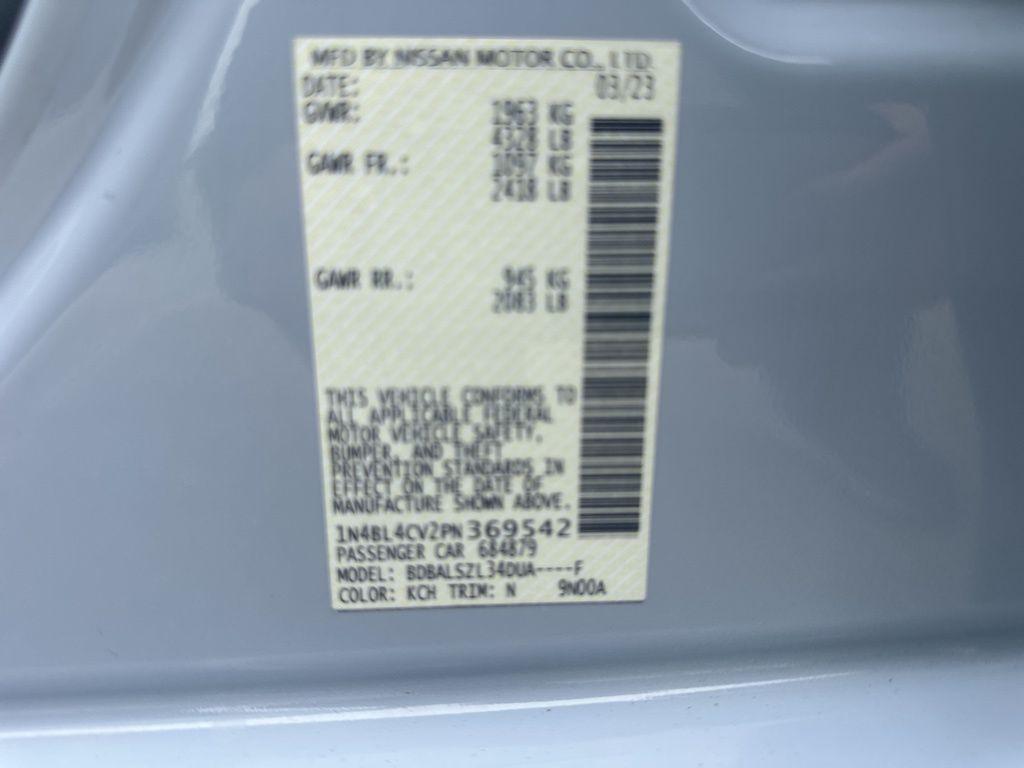 MFD BY NISSAN MOTOR CO., LTD.
DATE: 03/23
GVWR: 1963 KG
4328 LB
GAWR FR.: 1097 KG
2418 LB
GAWR RR.: 945 KG
2083 LB
THIS VEHICLE CONFORMS TO
ALL APPLICABLE FEDERAL
MOTOR VEHICLE SAFETY,
BUMPER, AND THEFT
PREVENTION STANDARDS IN
EFFECT ON THE DATE OF
MANUFACTURE SHOWN ABOVE.
1N4BL4CV2PN369542
PASSENGER CAR 684879
MODEL: BDBALSZL34DUA----F
COLOR: KCH TRIM: N 9N00A